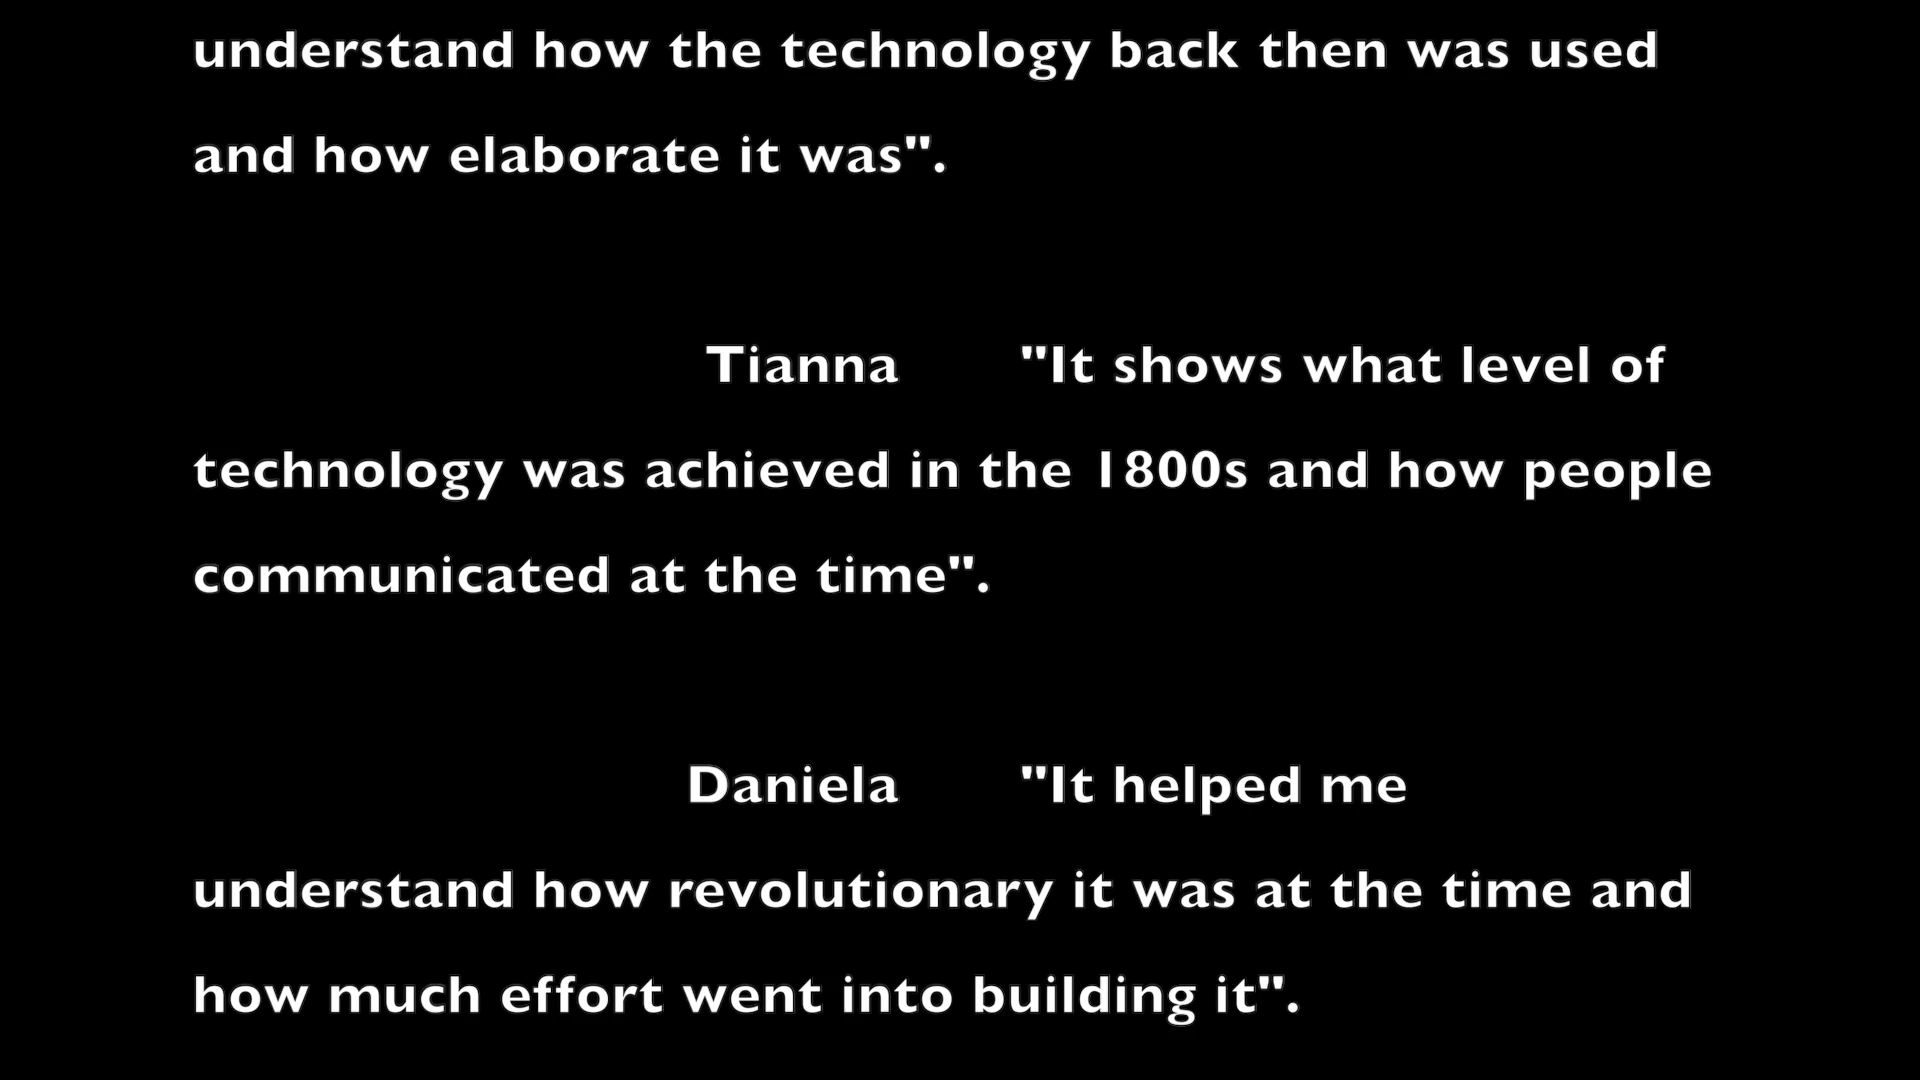 understand how the technology back then was used
and how elaborate it was".
Tianna "It shows what level of
technology was achieved in the 1800s and how people
communicated at the time".
Daniela "It helped me
understand how revolutionary it was at the time and
how much effort went into building it".